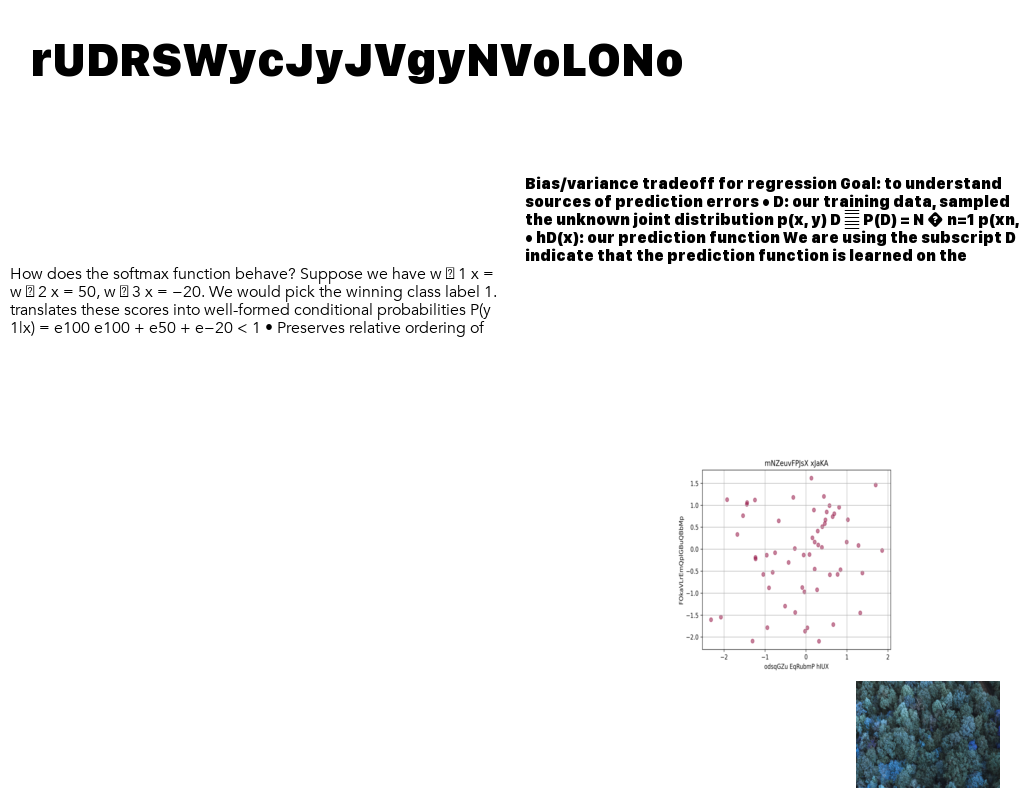 rUDRSWycJyJVgyNVoLONo
Bias/variance tradeoff for regression Goal: to understand
sources of prediction errors • D: our training data, sampled
the unknown joint distribution p(x, y) D P(D) = N � n=1 p(xn,
• hD(x): our prediction function We are using the subscript D
indicate that the prediction function is learned on the
How does the softmax function behave? Suppose we have w 1 x =
w 2 x = 50, w 3 x = −20. We would pick the winning class label 1.
translates these scores into well-formed conditional probabilities P(y
1|x) = e100 e100 + e50 + e−20 < 1 • Preserves relative ordering of
mNZeuvFPJsX xJaKA
1.5
1.0
0.5
0.0
−0.5
−1.0
−1.5
−2.0
−2 −1 0 1 2
odsqGZu EqRubmP hIUX